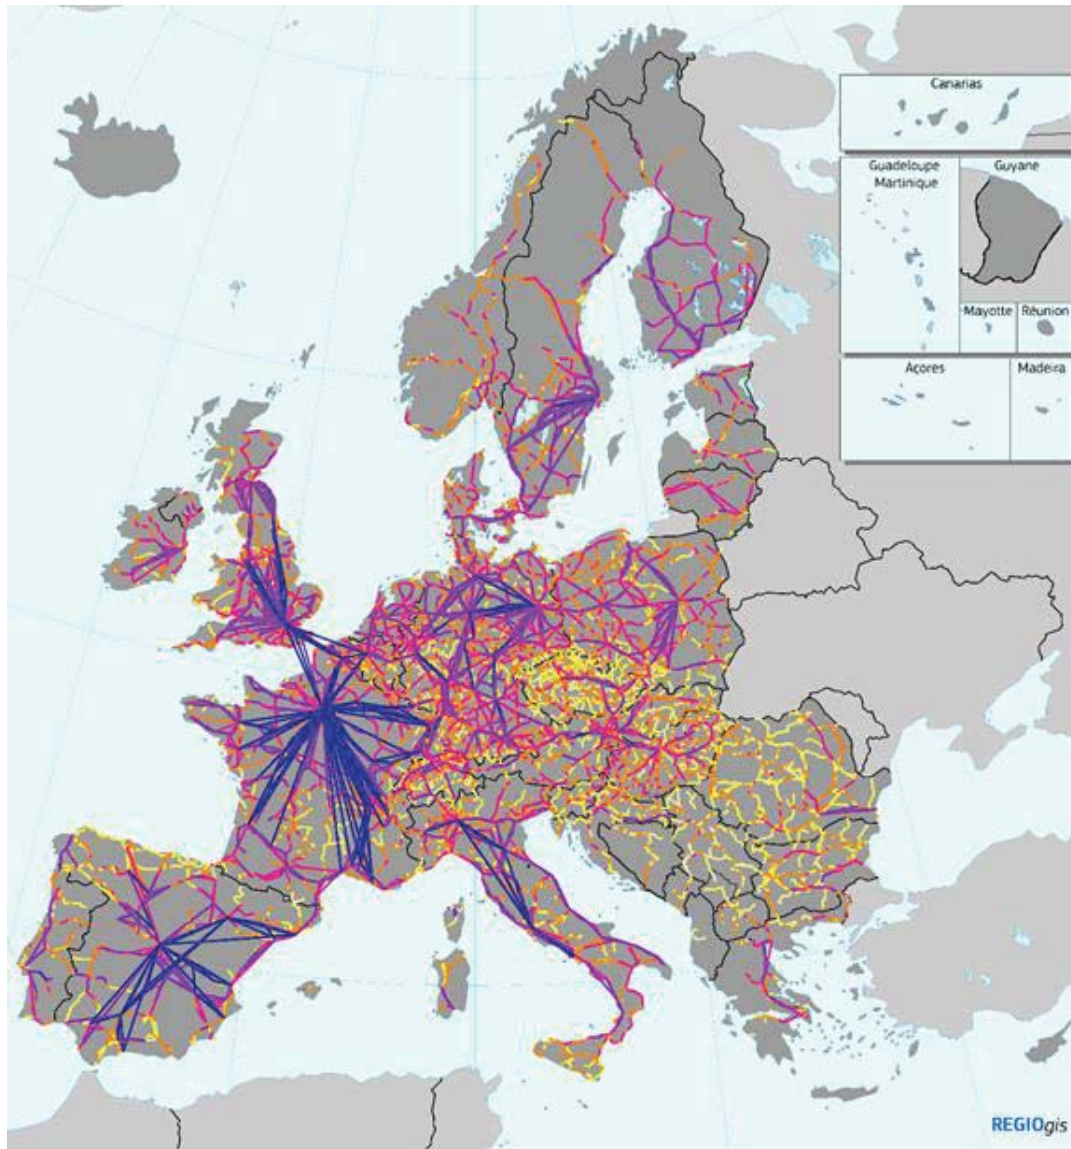 Canarias
Guadeloupe
Martinique
Guyane
Mayotte
Réunion
Açores
Madeira
REGIOgis